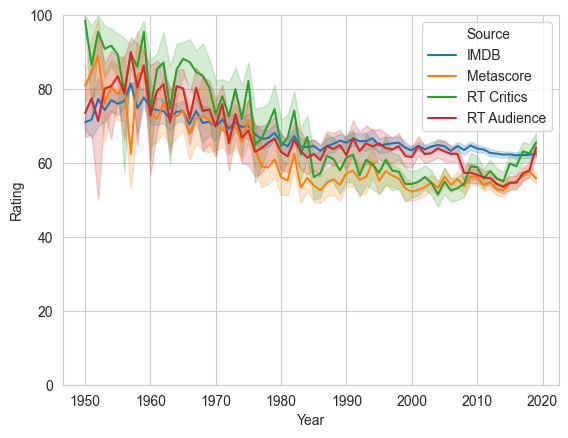 100
80
60
40
20
0
Rating
Source
IMDB
Metascore
RT Critics
RT Audience
1950 1960 1970 1980 1990 2000 2010 2020
Year